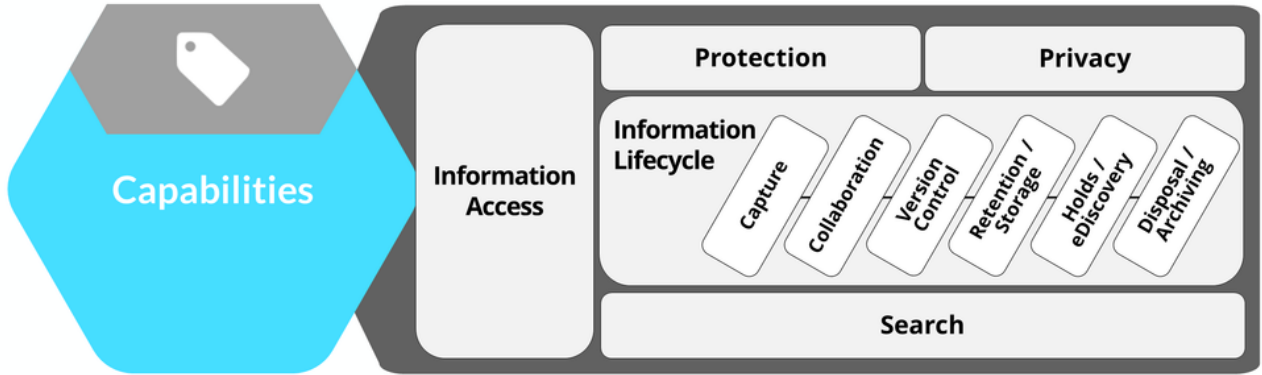 Capabilities
Information
Access
Protection
Privacy
Information
Lifecycle
Capture
Collaboration
Version
Control
Retention /
Storage
Holds /
eDiscovery
Disposal /
Archiving
Search